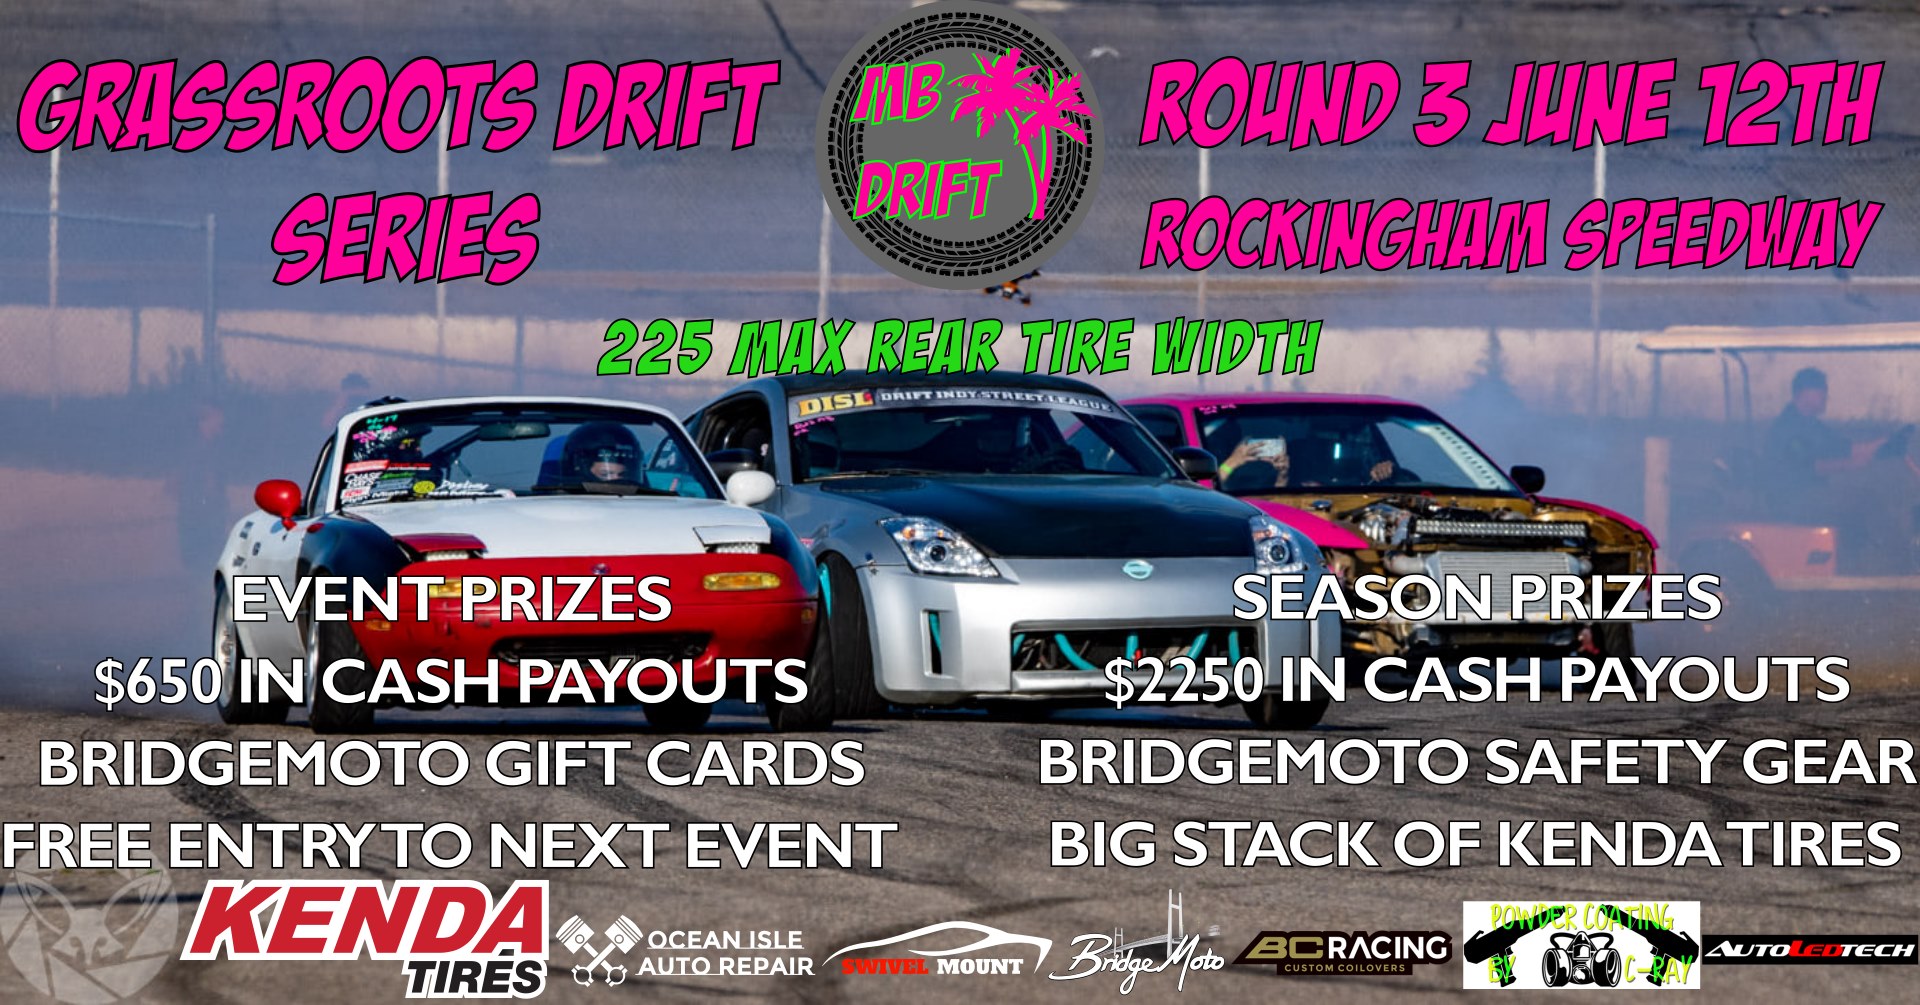 GRASSROOTS DRIFT
SERIES
MB
DRIFT
ROUND 3 JUNE 12TH
ROCKINGHAM SPEEDWAY
225 MAX REAR TIRE WIDTH
DISL DRIFT INDY STREET LEAGUE
EVENT PRIZES
$650 IN CASH PAYOUTS
BRIDGEMOTO GIFT CARDS
FREE ENTRY TO NEXT EVENT
SEASON PRIZES
$2250 IN CASH PAYOUTS
BRIDGEMOTO SAFETY GEAR
BIG STACK OF KENDA TIRES
KENDA
TIRES
OCEAN ISLE
AUTO REPAIR
SWIVEL MOUNT
BridgeMoto
BC RACING
CUSTOM COILOVERS
POWDER COATING
BY C-RAY
AUTOLEDTECH